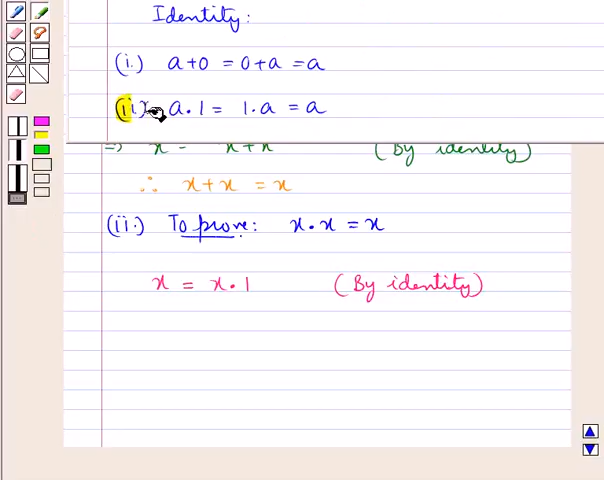 Identity:
(i.) a+0 = 0+a = a
(ii) a.1 = 1.a = a
=> x = x+x (By identity)
∴ x+x = x
(ii.) To prove: x.x = x
x = x.1 (By identity)